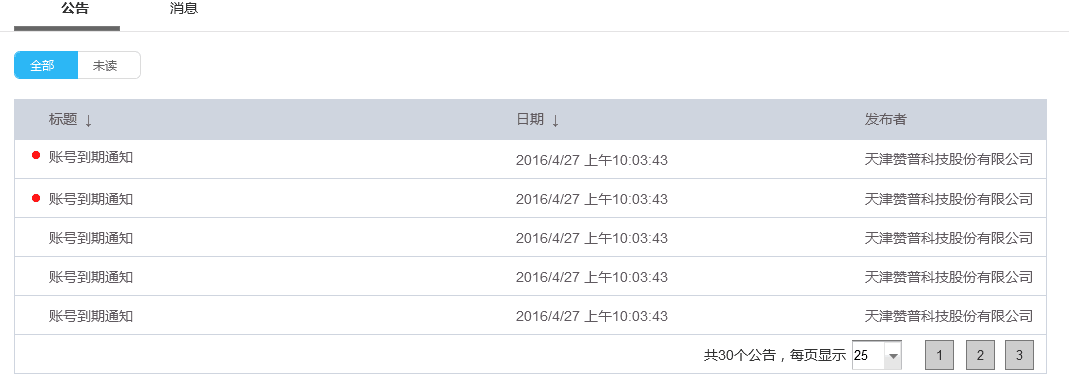 公告 消息
全部 未读
标题 ↓ 日期 ↓ 发布者
账号到期通知 2016/4/27 上午10:03:43 天津赞普科技股份有限公司
账号到期通知 2016/4/27 上午10:03:43 天津赞普科技股份有限公司
账号到期通知 2016/4/27 上午10:03:43 天津赞普科技股份有限公司
账号到期通知 2016/4/27 上午10:03:43 天津赞普科技股份有限公司
账号到期通知 2016/4/27 上午10:03:43 天津赞普科技股份有限公司
共30个公告，每页显示 25 1 2 3